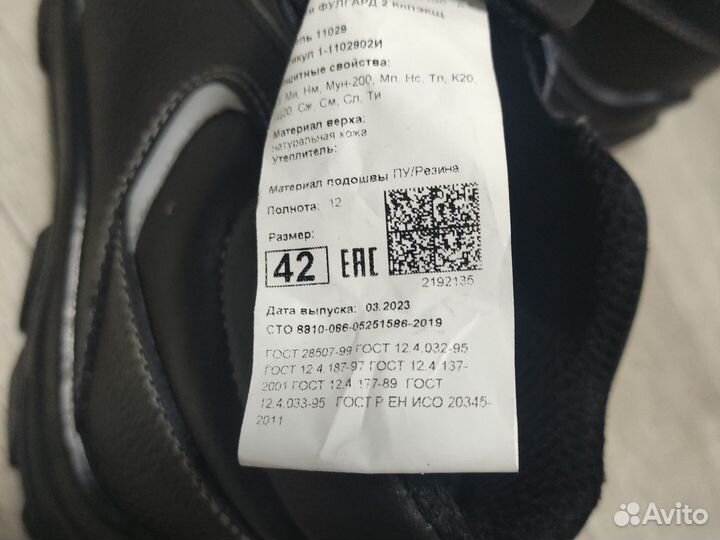 и ФУЛГАРД 2 КпПЭКЩ
ль 11029
икул 1-1102902И
щитные свойства:
Ми, Нм, Мун-200, Мп, Нс, Тп, К20,
Щ20, Сж, См, Сл, Ти
Материал верха:
натуральная кожа
Утеплитель:
Материал подошвы ПУ/Резина
Полнота: 12
Размер:
42 EAC
2192135
Дата выпуска: 03.2023
СТО 8810-066-05251586-2019
ГОСТ 28507-99 ГОСТ 12.4.032-95
ГОСТ 12.4.187-97 ГОСТ 12.4.137-
2001 ГОСТ 12.4.177-89 ГОСТ
12.4.033-95 ГОСТ Р ЕН ИСО 20345-
2011
Avito